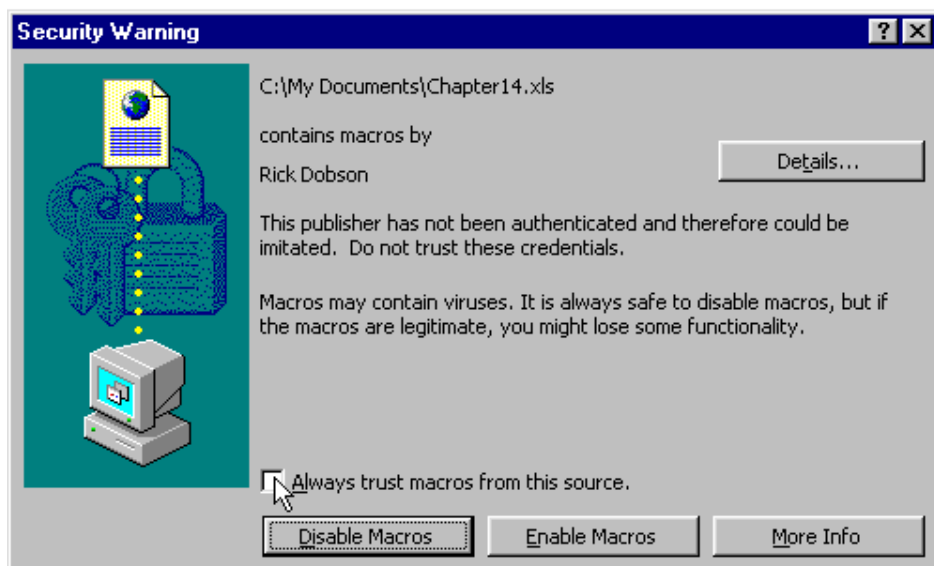 Security Warning
C:\My Documents\Chapter14.xls
contains macros by
Details...
Rick Dobson
This publisher has not been authenticated and therefore could be
imitated.  Do not trust these credentials.
Macros may contain viruses. It is always safe to disable macros, but if
the macros are legitimate, you might lose some functionality.
Always trust macros from this source.
Disable Macros
Enable Macros
More Info